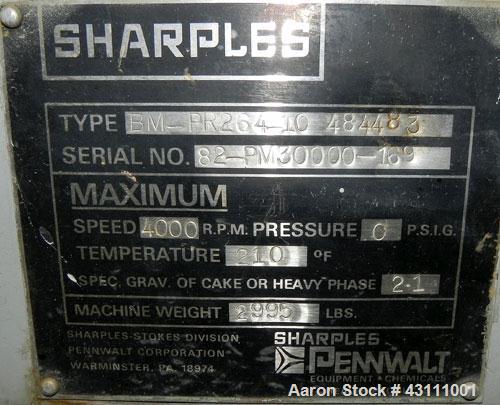 SHARPLES
TYPE BM-PR264-10 484483
SERIAL NO. 82-PM30000-169
MAXIMUM
SPEED 4000 R.P.M. PRESSURE 0 P.S.I.G.
TEMPERATURE 210 °F
SPEC. GRAV. OF CAKE OR HEAVY PHASE 2.1
MACHINE WEIGHT 2995 LBS.
SHARPLES-STOKES DIVISION
PENNWALT CORPORATION
WARMINSTER, PA. 18974
SHARPLES
PENNWALT
EQUIPMENT • CHEMICALS
Aaron Stock # 43111001